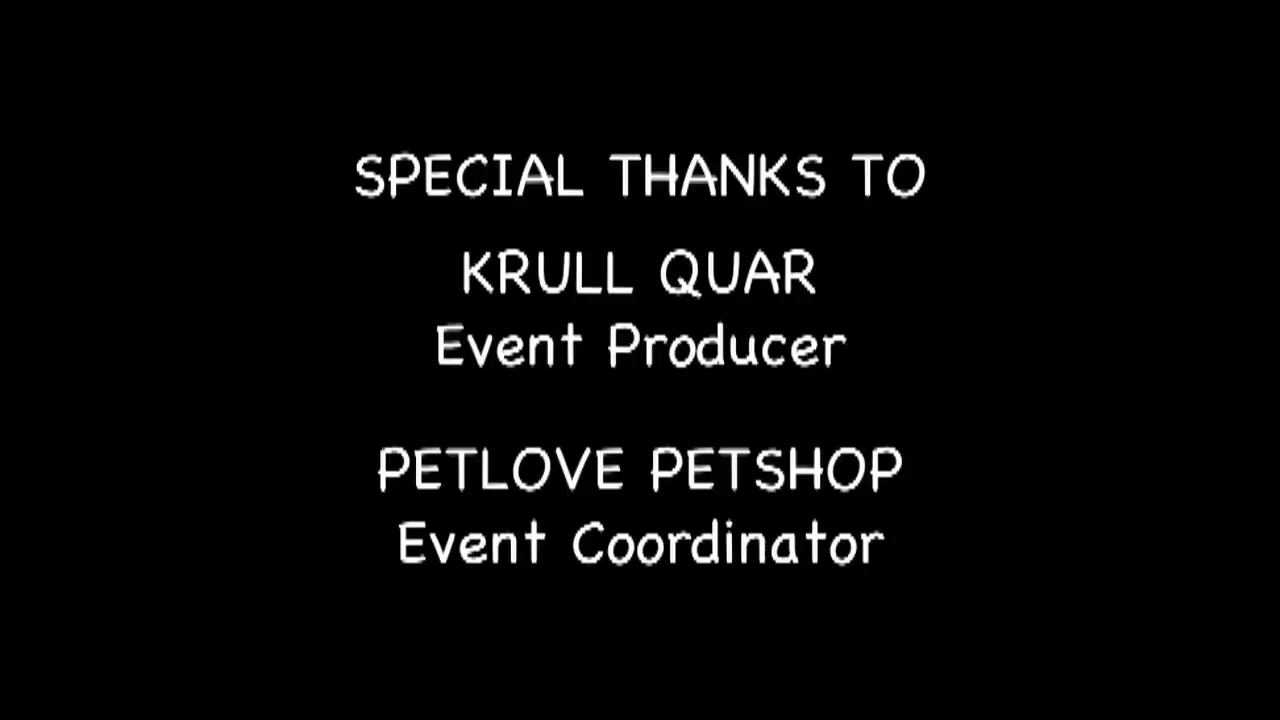 SPECIAL THANKS TO
KRULL QUAR
Event Producer
PETLOVE PETSHOP
Event Coordinator